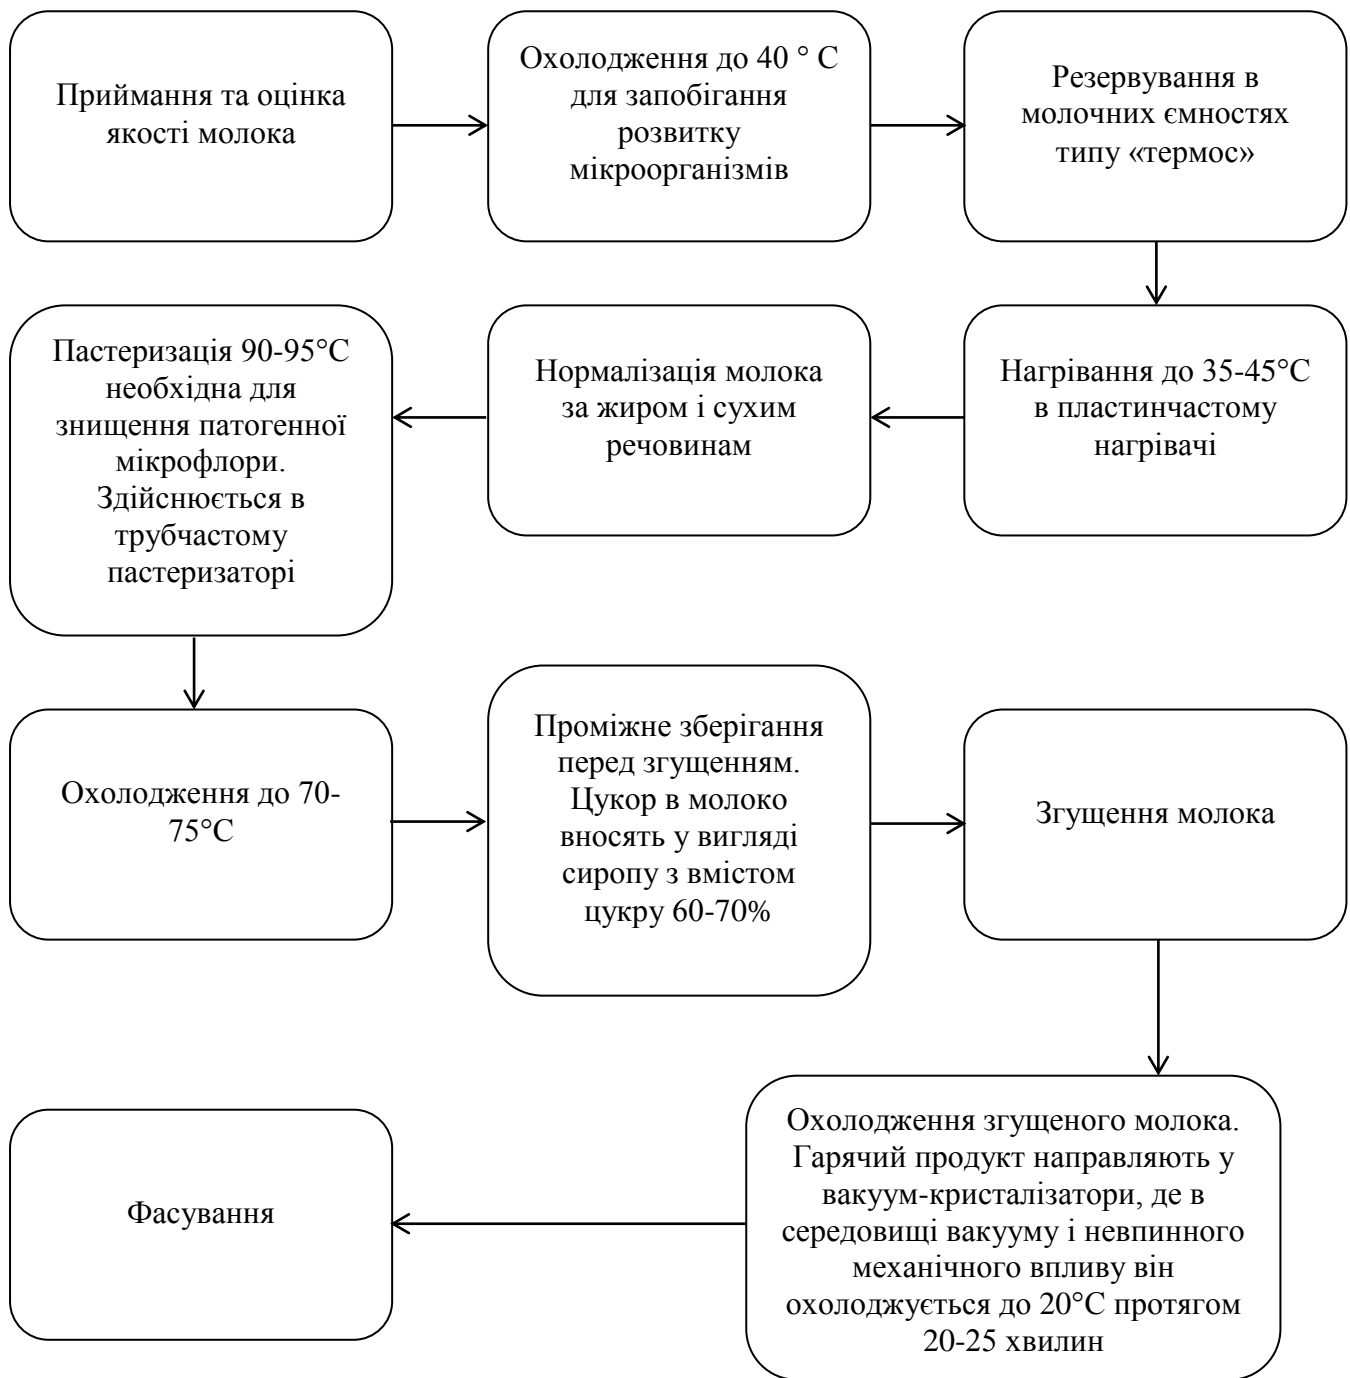 Приймання та оцінка
якості молока
Охолодження до 40 ° С
для запобігання
розвитку
мікроорганізмів
Резервування в
молочних ємностях
типу «термос»
Нагрівання до 35-45°С
в пластинчастому
нагрівачі
Нормалізація молока
за жиром і сухим
речовинам
Пастеризація 90-95°С
необхідна для
знищення патогенної
мікрофлори.
Здійснюється в
трубчастому
пастеризаторі
Охолодження до 70-
75°С
Проміжне зберігання
перед згущенням.
Цукор в молоко
вносять у вигляді
сиропу з вмістом
цукру 60-70%
Згущення молока
Охолодження згущеного молока.
Гарячий продукт направляють у
вакуум-кристалізатори, де в
середовищі вакууму і невпинного
механічного впливу він
охолоджується до 20°С протягом
20-25 хвилин
Фасування